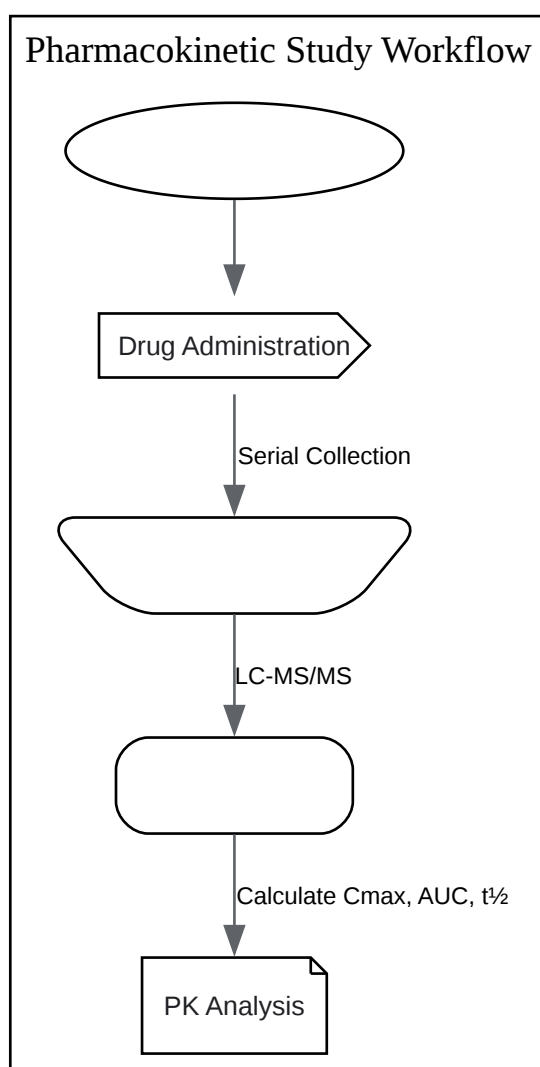 Pharmacokinetic Study Workflow
Drug Administration
Serial Collection
LC-MS/MS
Calculate Cmax, AUC, t½
PK Analysis